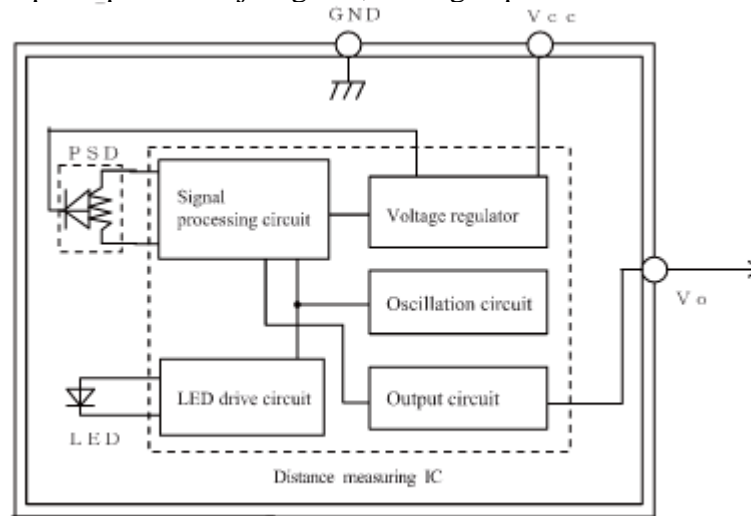 GND
Vcc
PSD
Signal
processing circuit
Voltage regulator
Oscillation circuit
Vo
LED drive circuit
Output circuit
LED
Distance measuring IC